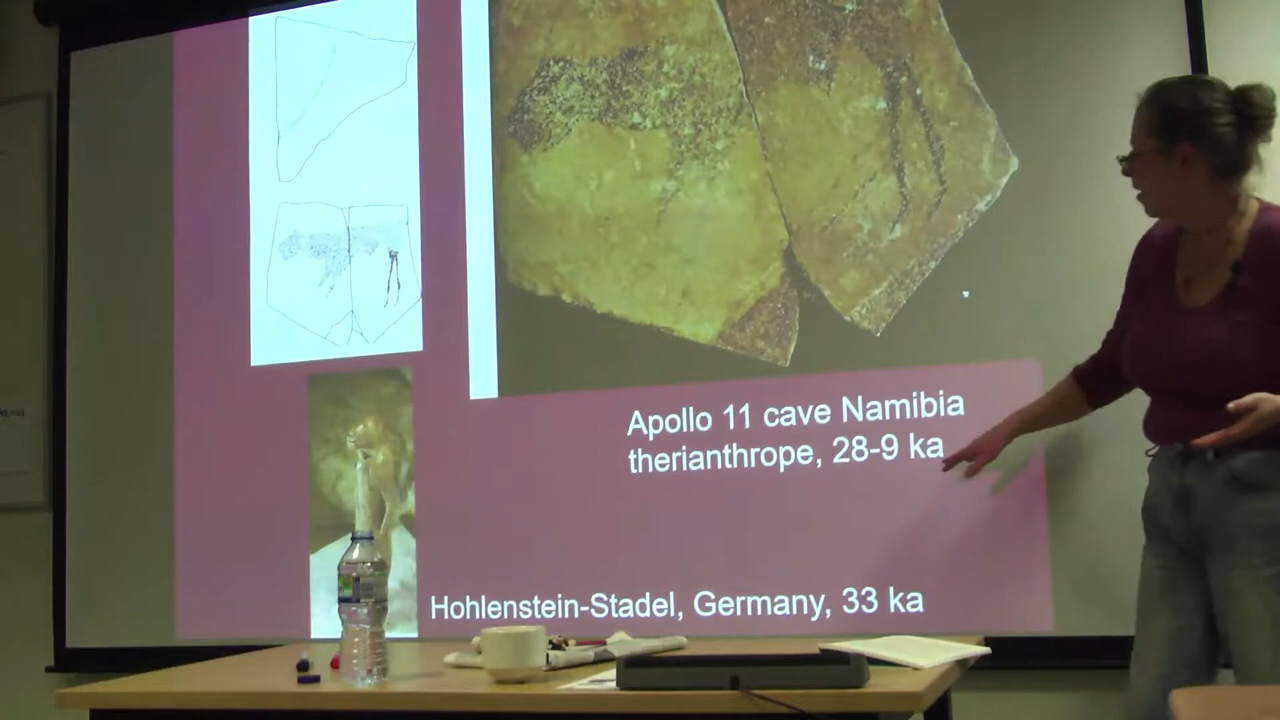 Apollo 11 cave Namibia
therianthrope, 28-9 ka
Hohlenstein-Stadel, Germany, 33 ka